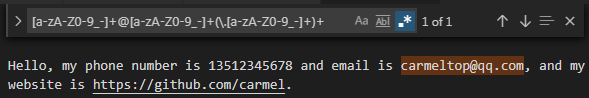 [a-zA-Z0-9_-]+@[a-zA-Z0-9_-]+(\.[a-zA-Z0-9_-]+)+ Aa Abl .* 1 of 1
Hello, my phone number is 13512345678 and email is carmeltop@qq.com, and my
website is https://github.com/carmel.